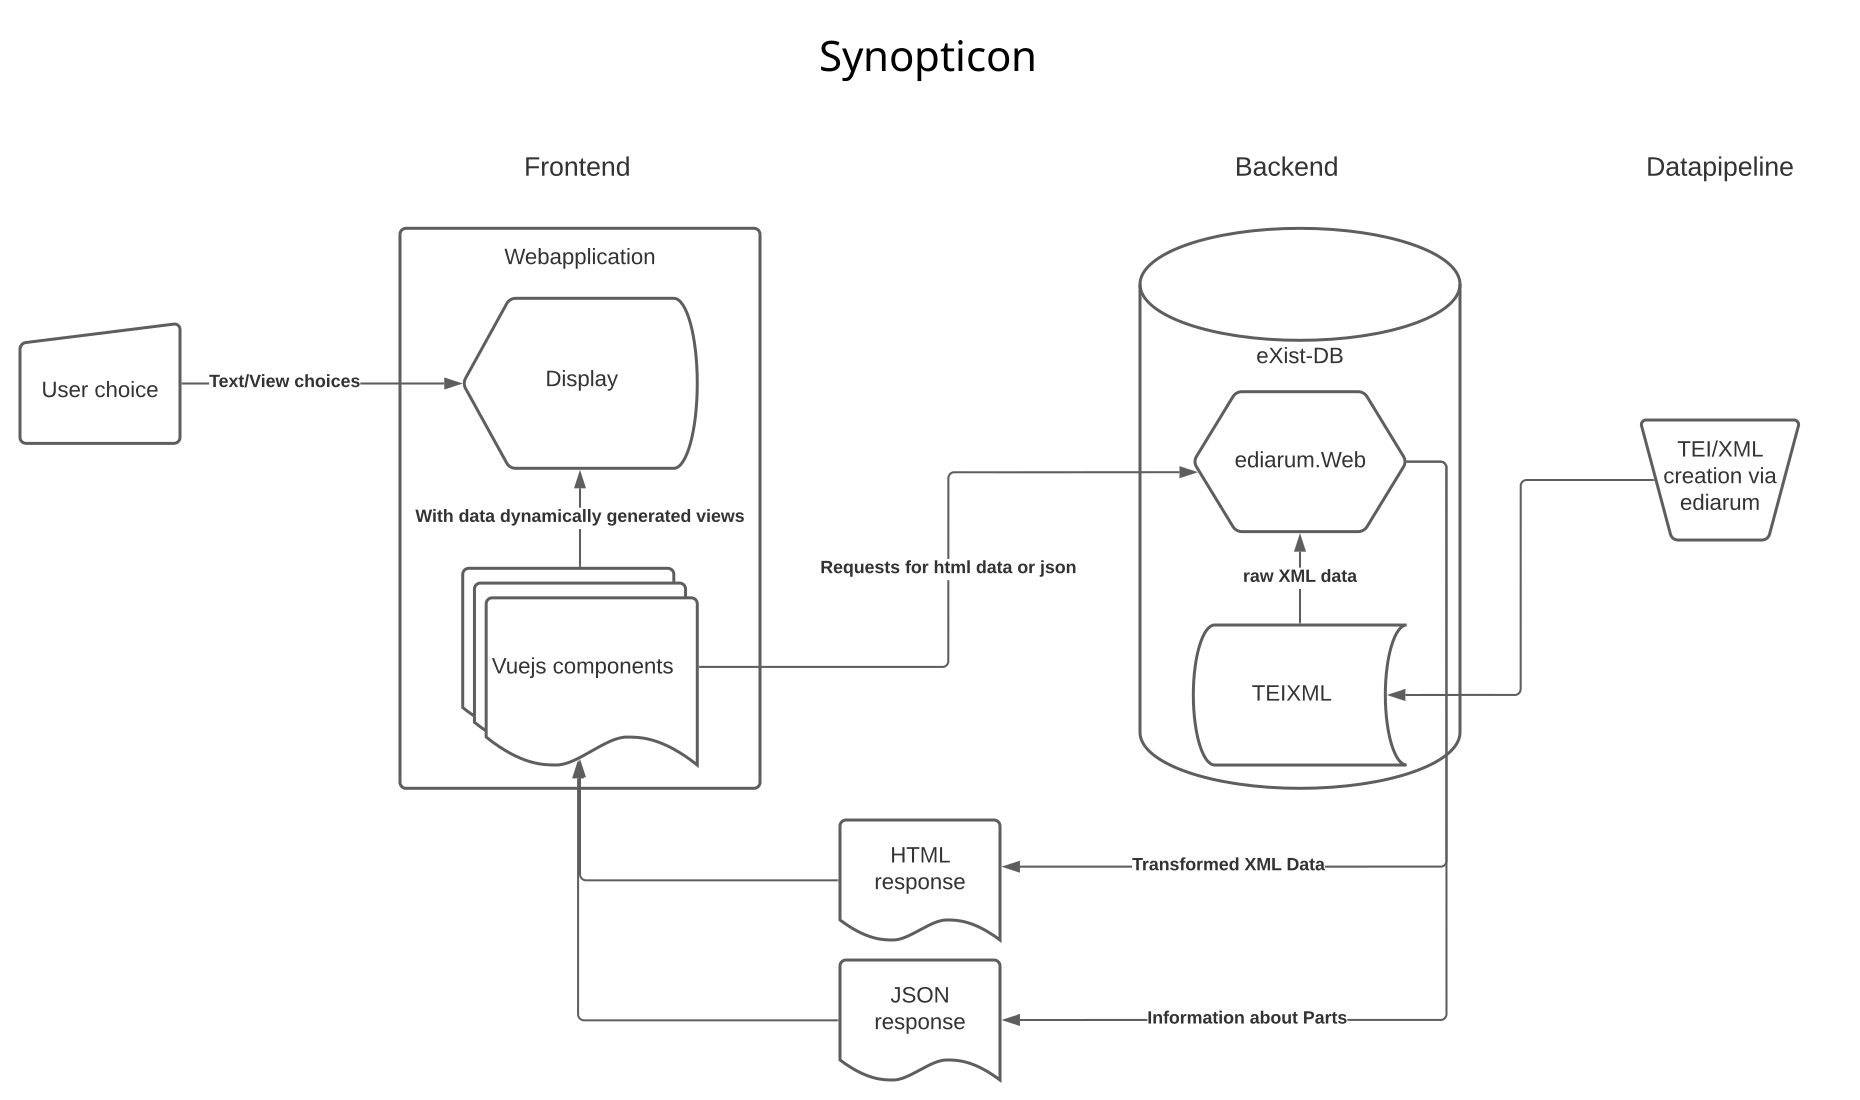 Synopticon
Frontend
Backend
Datapipeline
Webapplication
eXist-DB
User choice
Text/View choices
Display
ediarum.Web
TEI/XML
creation via
ediarum
With data dynamically generated views
Requests for html data or json
raw XML data
Vuejs components
TEIXML
HTML
response
Transformed XML Data
JSON
response
Information about Parts